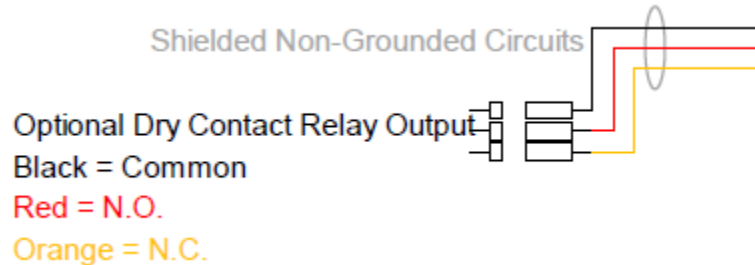 Shielded Non-Grounded Circuits
Optional Dry Contact Relay Output
Black = Common
Red = N.O.
Orange = N.C.